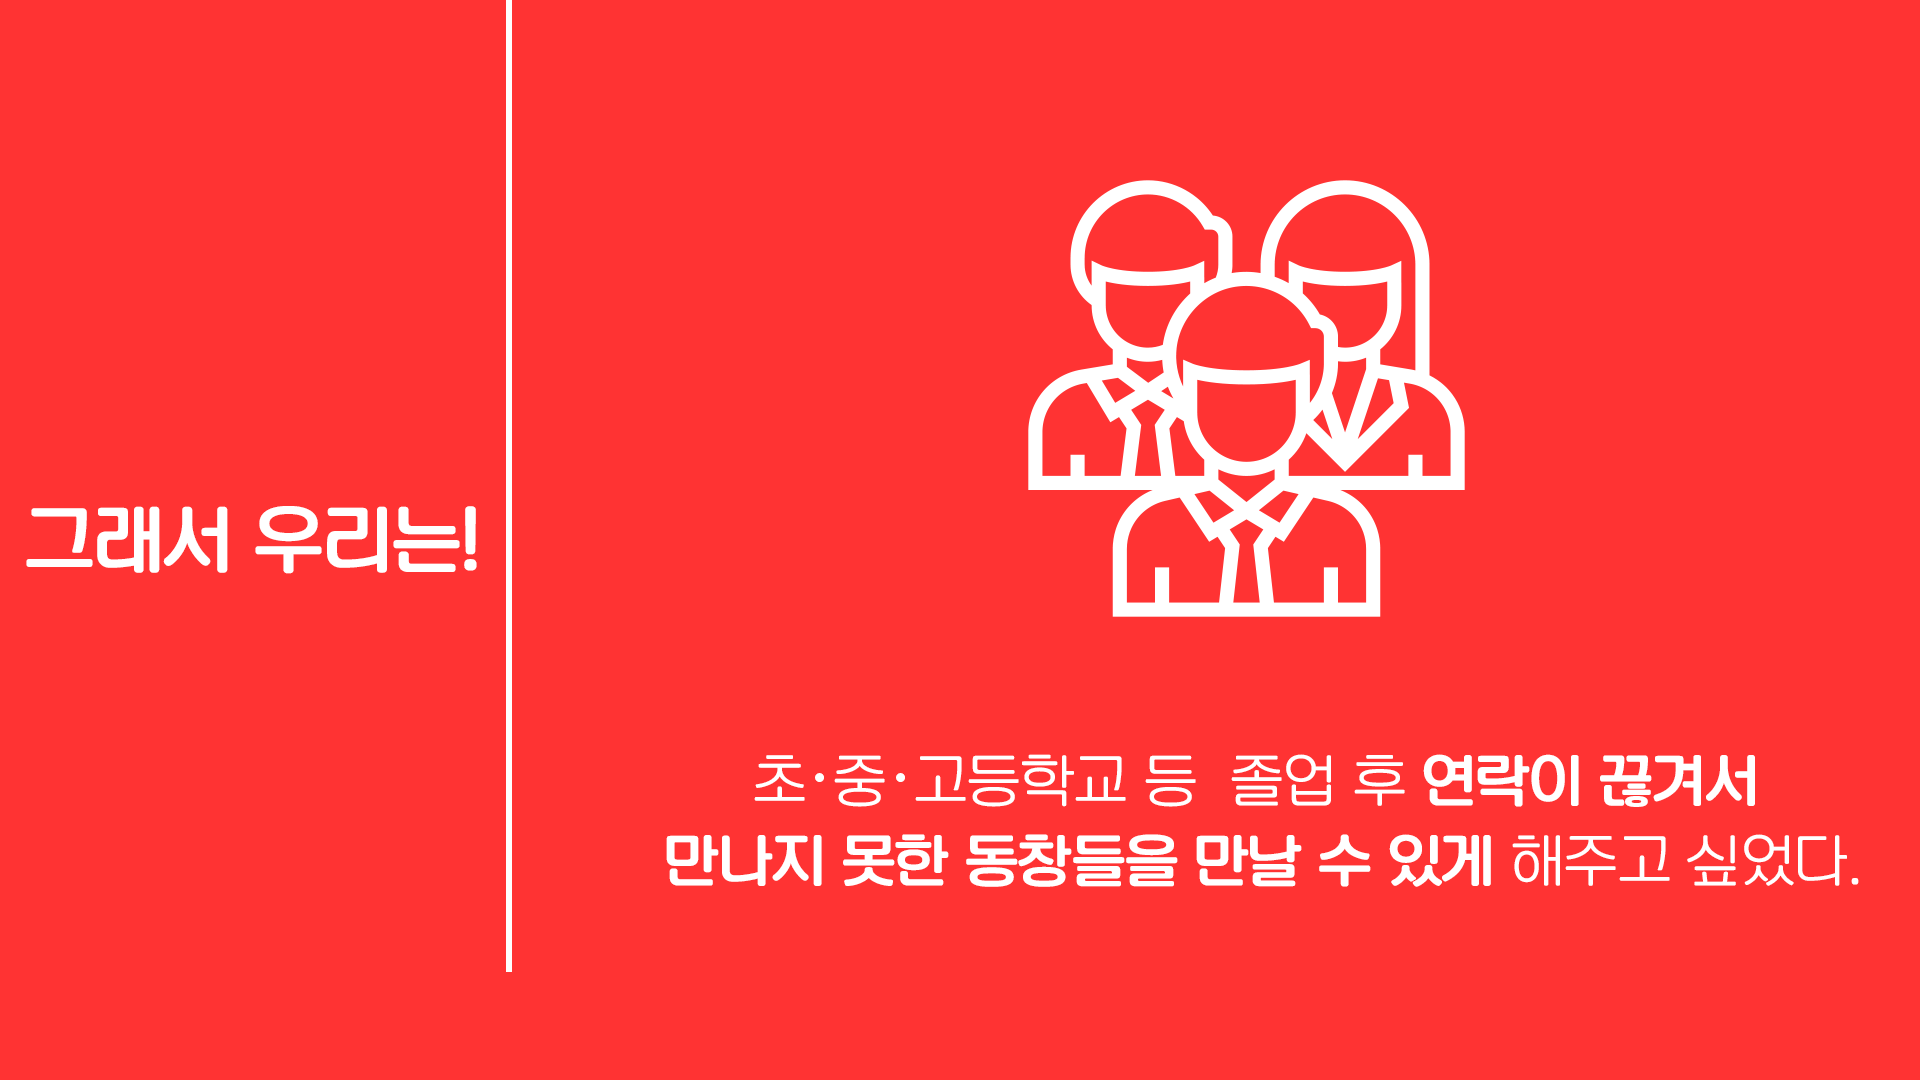 그래서 우리는!
초·중·고등학교 등 졸업 후 연락이 끊겨서
만나지 못한 동창들을 만날 수 있게 해주고 싶었다.